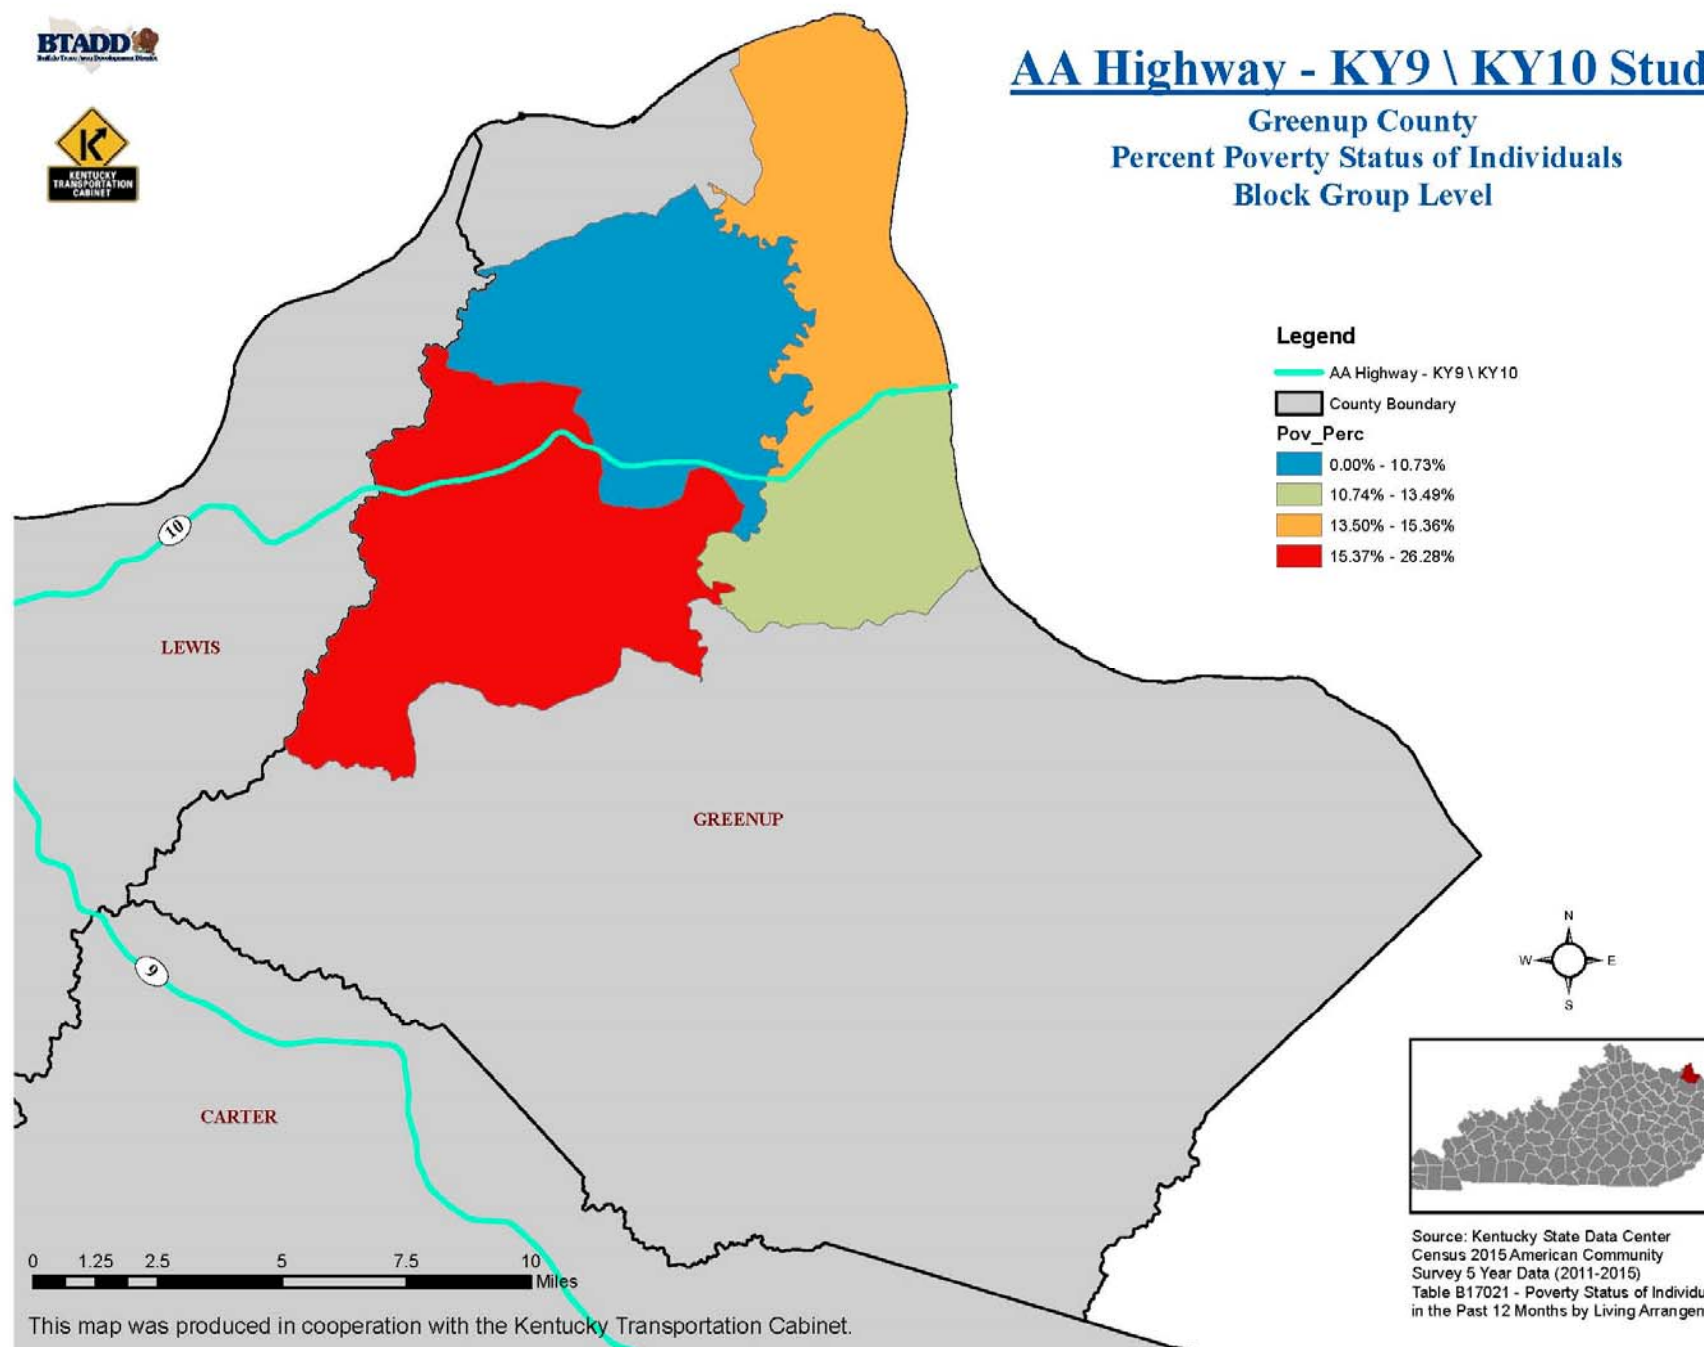 BTADD
Buffalo Trace Area Development District
KENTUCKY
TRANSPORTATION
CABINET
AA Highway - KY9 \ KY10 Stud
Greenup County
Percent Poverty Status of Individuals
Block Group Level
Legend
AA Highway - KY9 \ KY10
County Boundary
Pov_Perc
0.00% - 10.73%
10.74% - 13.49%
13.50% - 15.36%
15.37% - 26.28%
10
LEWIS
GREENUP
9
CARTER
N
W E
S
0 1.25 2.5 5 7.5 10
Miles
This map was produced in cooperation with the Kentucky Transportation Cabinet.
Source: Kentucky State Data Center
Census 2015 American Community
Survey 5 Year Data (2011-2015)
Table B17021 - Poverty Status of Individu
in the Past 12 Months by Living Arrangen